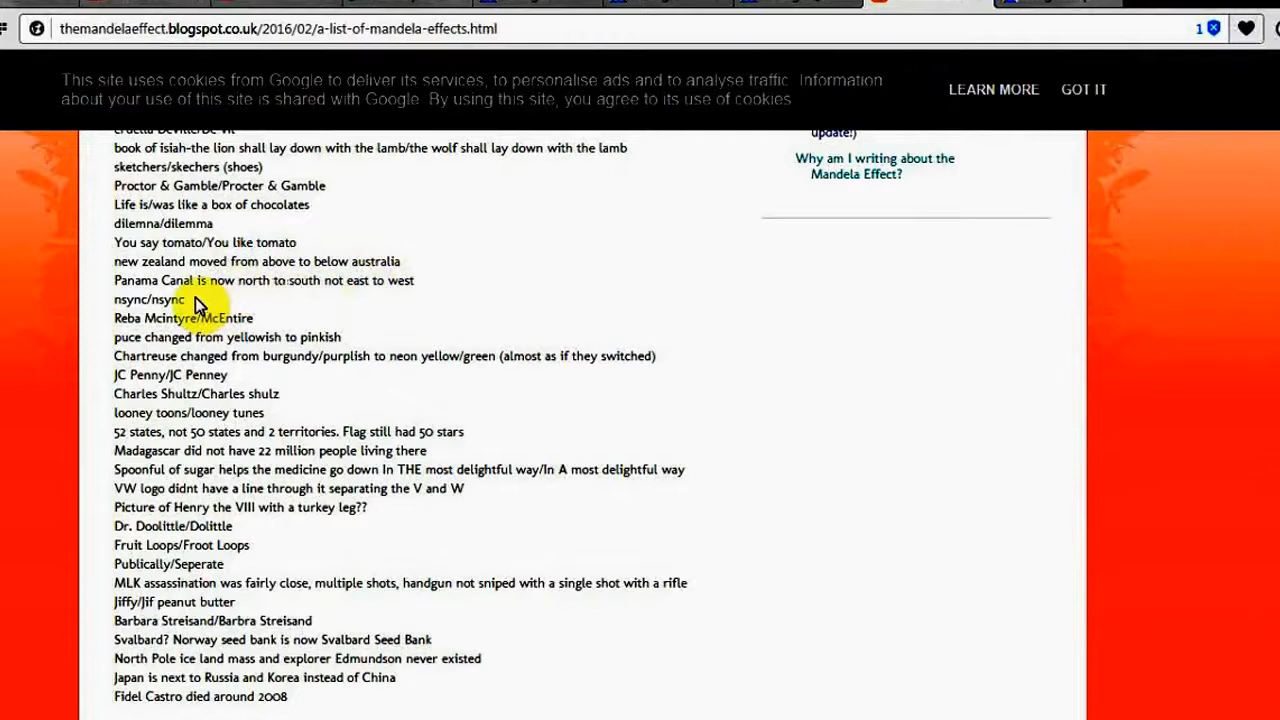 themandelaeffect.blogspot.co.uk/2016/02/a-list-of-mandela-effects.html
1
This site uses cookies from Google to deliver its services, to personalise ads and to analyse traffic. Information
about your use of this site is shared with Google. By using this site, you agree to its use of cookies.
LEARN MORE GOT IT
Cruella Deville/De Vil
book of isiah-the lion shall lay down with the lamb/the wolf shall lay down with the lamb
sketchers/skechers (shoes)
Proctor & Gamble/Procter & Gamble
Life is/was like a box of chocolates
dilemna/dilemma
You say tomato/You like tomato
new zealand moved from above to below australia
Panama Canal is now north to south not east to west
nsync/nsync
Reba Mcintyre/McEntire
puce changed from yellowish to pinkish
Chartreuse changed from burgundy/purplish to neon yellow/green (almost as if they switched)
JC Penny/JC Penney
Charles Shultz/Charles shulz
looney toons/looney tunes
52 states, not 50 states and 2 territories. Flag still had 50 stars
Madagascar did not have 22 million people living there
Spoonful of sugar helps the medicine go down In THE most delightful way/In A most delightful way
VW logo didnt have a line through it separating the V and W
Picture of Henry the VIII with a turkey leg??
Dr. Doolittle/Dolittle
Fruit Loops/Froot Loops
Publically/Seperate
MLK assassination was fairly close, multiple shots, handgun not sniped with a single shot with a rifle
Jiffy/Jif peanut butter
Barbara Streisand/Barbra Streisand
Svalbard? Norway seed bank is now Svalbard Seed Bank
North Pole ice land mass and explorer Edmundson never existed
Japan is next to Russia and Korea instead of China
Fidel Castro died around 2008
update!)
Why am I writing about the
Mandela Effect?